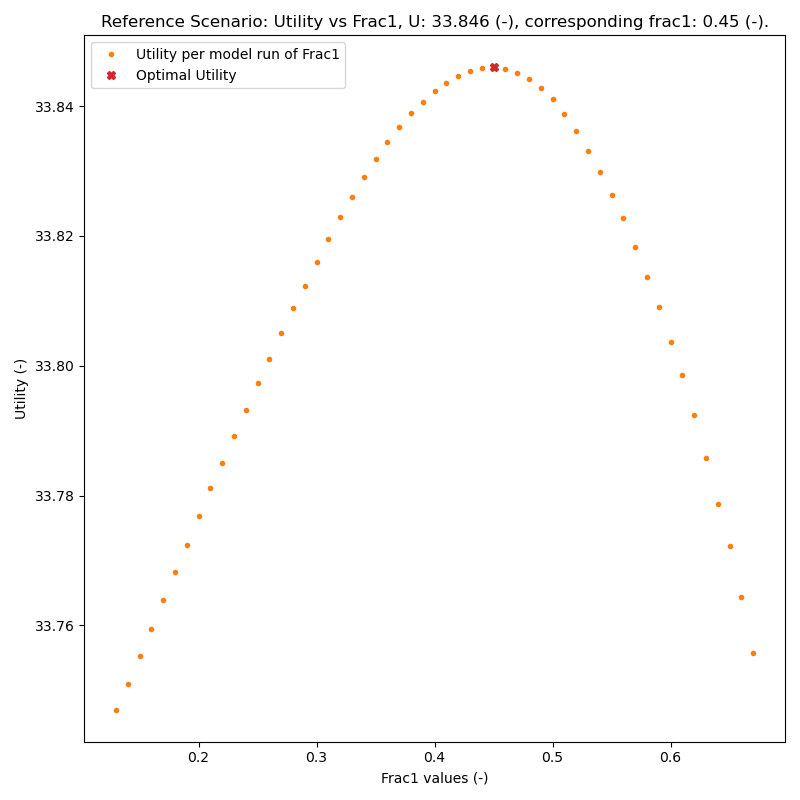 Reference Scenario: Utility vs Frac1, U: 33.846 (-), corresponding frac1: 0.45 (-).
Utility per model run of Frac1
Optimal Utility
33.84
33.82
33.80
33.78
33.76
Utility (-)
0.2 0.3 0.4 0.5 0.6
Frac1 values (-)